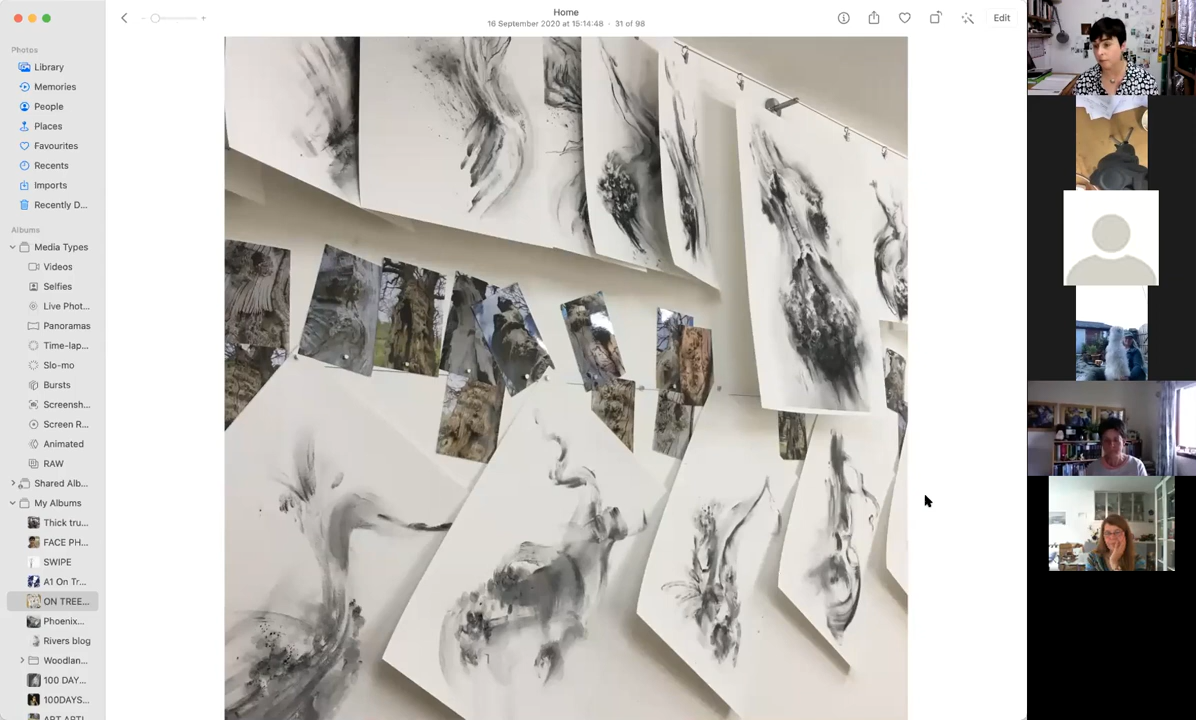 Home
16 September 2020 at 15:14:48 · 31 of 98
Edit
Photos
Library
Memories
People
Places
Favourites
Recents
Imports
Recently D...
Albums
Media Types
Videos
Selfies
Live Phot...
Panoramas
Time-lap...
Slo-mo
Bursts
Screensh...
Screen R...
Animated
RAW
Shared Alb...
My Albums
Thick tru...
FACE PH...
SWIPE
A1 On Tr...
ON TREE...
Phoenix...
Rivers blog
Woodlan...
100 DAY...
100DAYS...